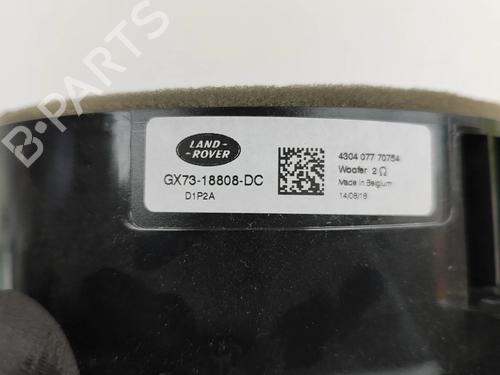 B-PARTS
LAND-
ROVER
GX73-18808-DC
D1P2A
4304 077 70754
Woofer 2 Ω
Made in Belgium
14/08/18